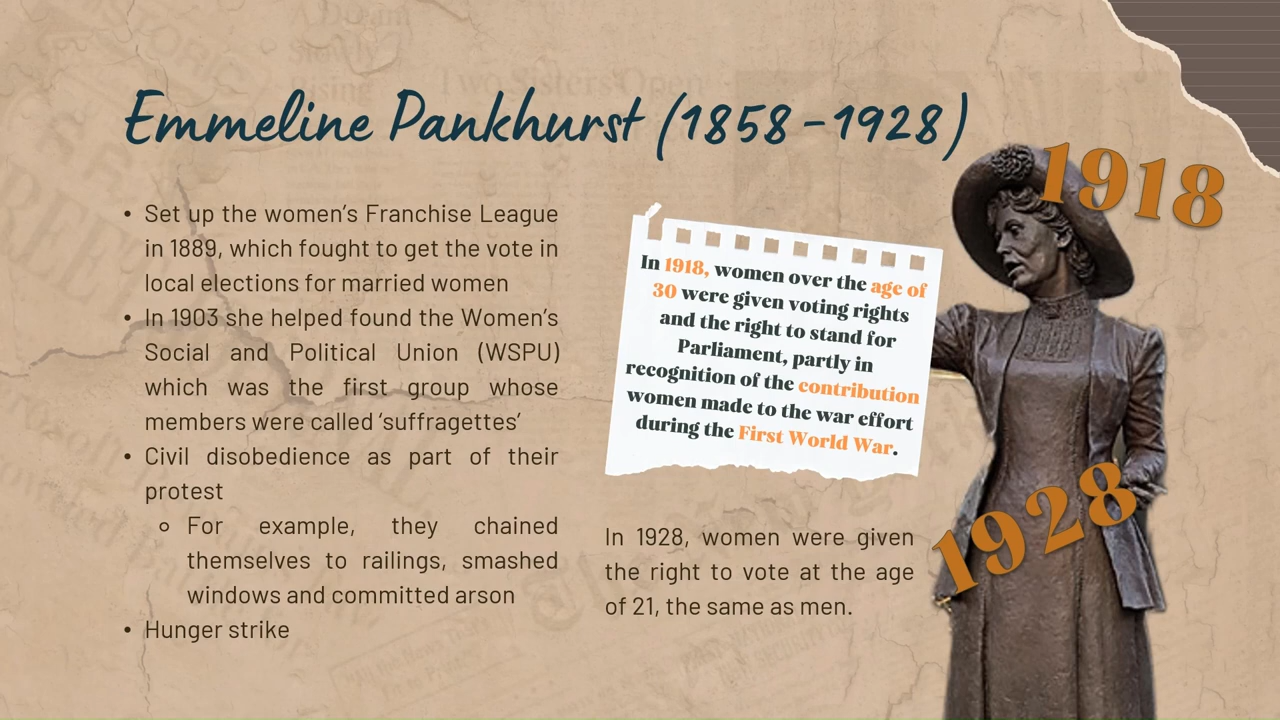 Emmeline Pankhurst (1858-1928)
• Set up the women's Franchise League
in 1889, which fought to get the vote in
local elections for married women
• In 1903 she helped found the Women's
Social and Political Union (WSPU)
which was the first group whose
members were called 'suffragettes'
• Civil disobedience as part of their
protest
◦ For example, they chained
themselves to railings, smashed
windows and committed arson
• Hunger strike
In 1918, women over the age of
30 were given voting rights
and the right to stand for
Parliament, partly in
recognition of the contribution
women made to the war effort
during the First World War.
In 1928, women were given
the right to vote at the age
of 21, the same as men.
1918
1928
Two Sisters Open